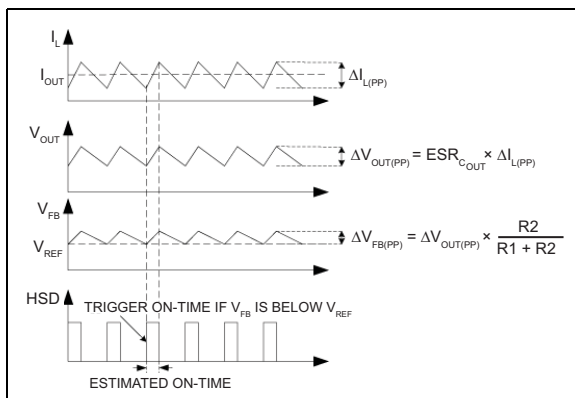 I_L
I_OUT
ΔI_L(PP)
V_OUT
ΔV_OUT(PP) = ESR_C_OUT × ΔI_L(PP)
V_FB
V_REF
ΔV_FB(PP) = ΔV_OUT(PP) × R2 / R1 + R2
HSD
TRIGGER ON-TIME IF V_FB IS BELOW V_REF
ESTIMATED ON-TIME